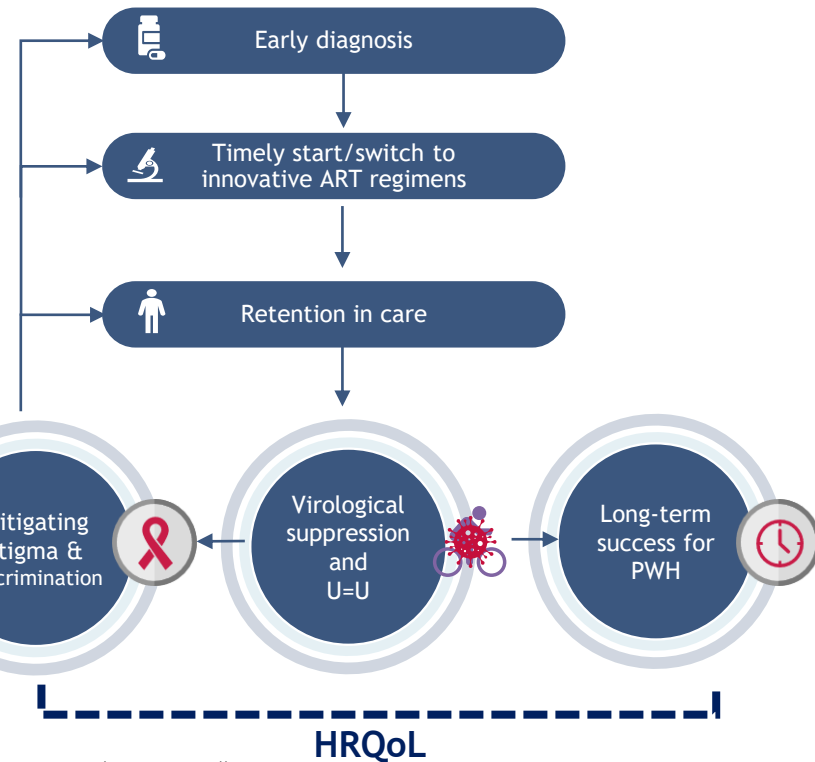 Early diagnosis
Timely start/switch to
innovative ART regimens
Retention in care
itigating
tigma &
crimination
Virological
suppression
and
U=U
Long-term
success for
PWH
HRQoL